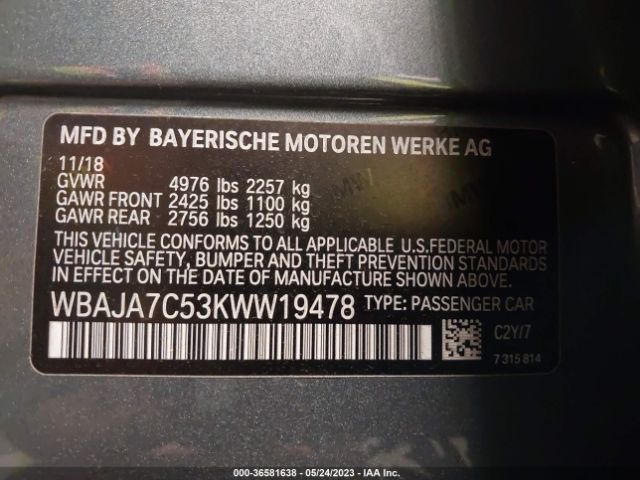 MFD BY BAYERISCHE MOTOREN WERKE AG
11/18
GVWR 4976 lbs 2257 kg
GAWR FRONT 2425 lbs 1100 kg
GAWR REAR 2756 lbs 1250 kg
THIS VEHICLE CONFORMS TO ALL APPLICABLE U.S.FEDERAL MOTOR
VEHICLE SAFETY, BUMPER AND THEFT PREVENTION STANDARDS
IN EFFECT ON THE DATE OF MANUFACTURE SHOWN ABOVE.
WBAJA7C53KWW19478 TYPE: PASSENGER CAR
C2Y/7
7 315 814
000-36581638 - 05/24/2023 - IAA Inc.